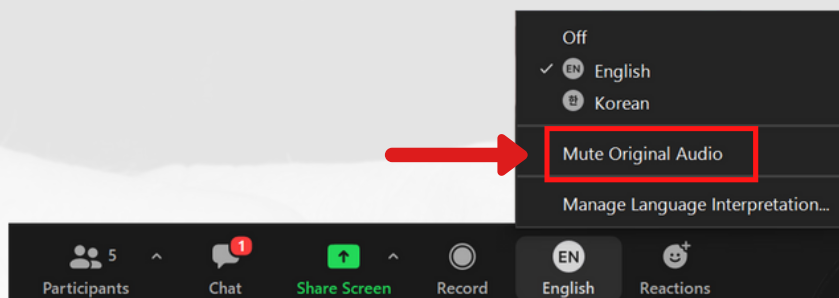 Off
EN English
한 Korean
Mute Original Audio
Manage Language Interpretation...
5
1
EN
Participants Chat Share Screen Record English Reactions